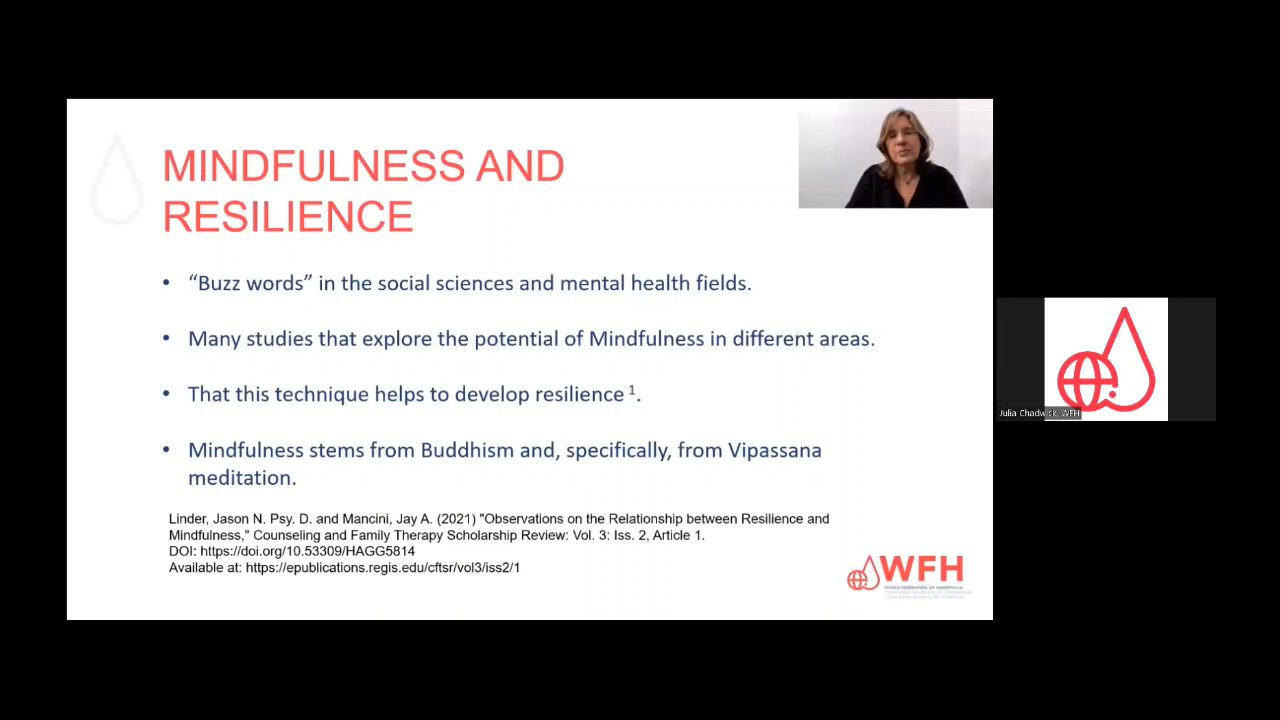 MINDFULNESS AND
RESILIENCE
• “Buzz words” in the social sciences and mental health fields.
• Many studies that explore the potential of Mindfulness in different areas.
• That this technique helps to develop resilience 1.
• Mindfulness stems from Buddhism and, specifically, from Vipassana
meditation.
Linder, Jason N. Psy. D. and Mancini, Jay A. (2021) "Observations on the Relationship between Resilience and
Mindfulness," Counseling and Family Therapy Scholarship Review: Vol. 3: Iss. 2, Article 1.
DOI: https://doi.org/10.53309/HAGG5814
Available at: https://epublications.regis.edu/cftsr/vol3/iss2/1
WFH
WORLD FEDERATION OF HEMOPHILIA
Julia Chadwick, WFH